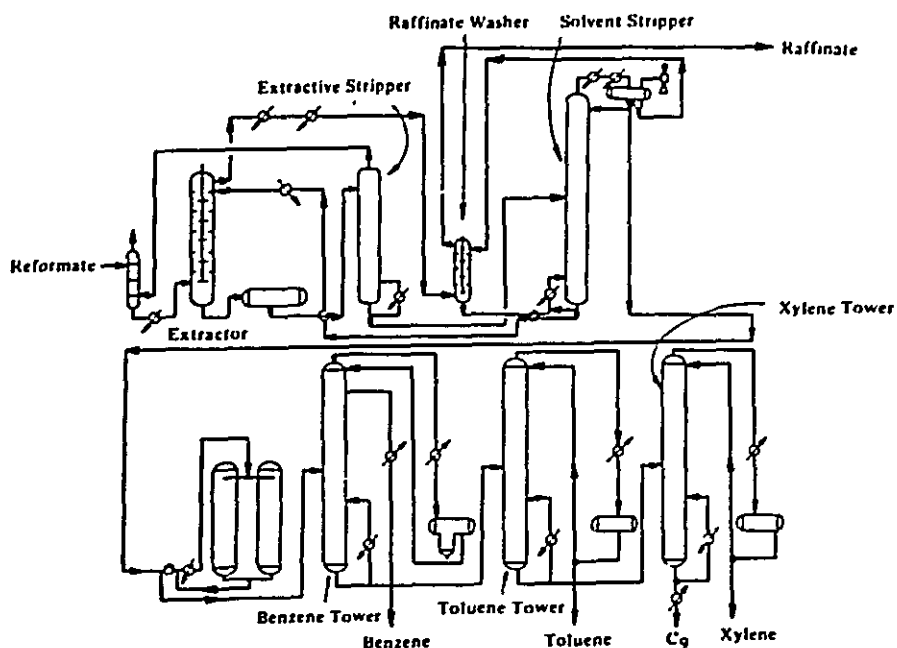 Raffinate Washer
Solvent Stripper
Raffinate
Extractive Stripper
Reformate
Extractor
Xylene Tower
Benzene Tower
Toluene Tower
Benzene
Toluene
C9
Xylene